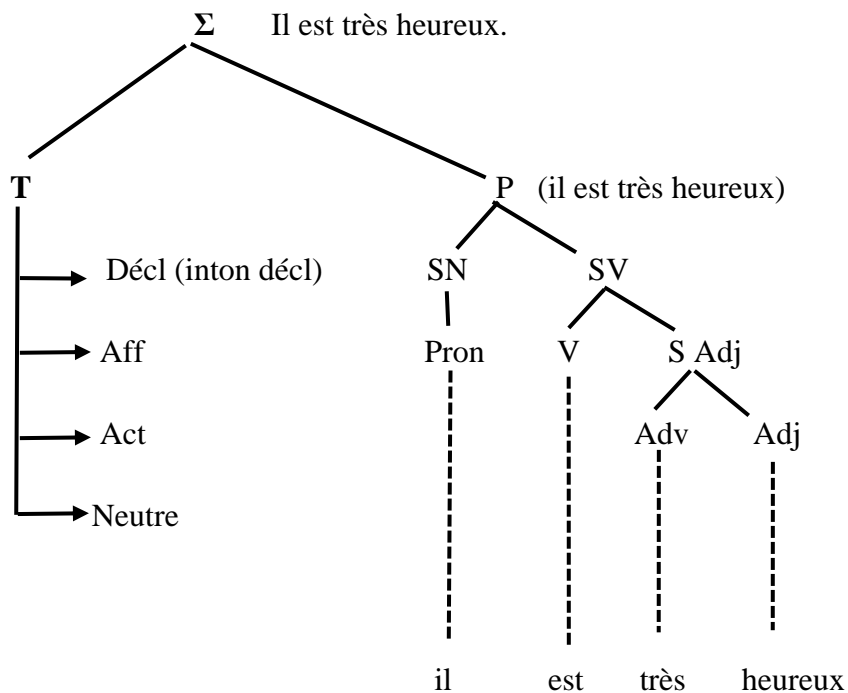 Σ Il est très heureux.
T P (il est très heureux)
Décl (inton décl) SN SV
Aff Pron V S Adj
Act Adv Adj
Neutre
il est très heureux